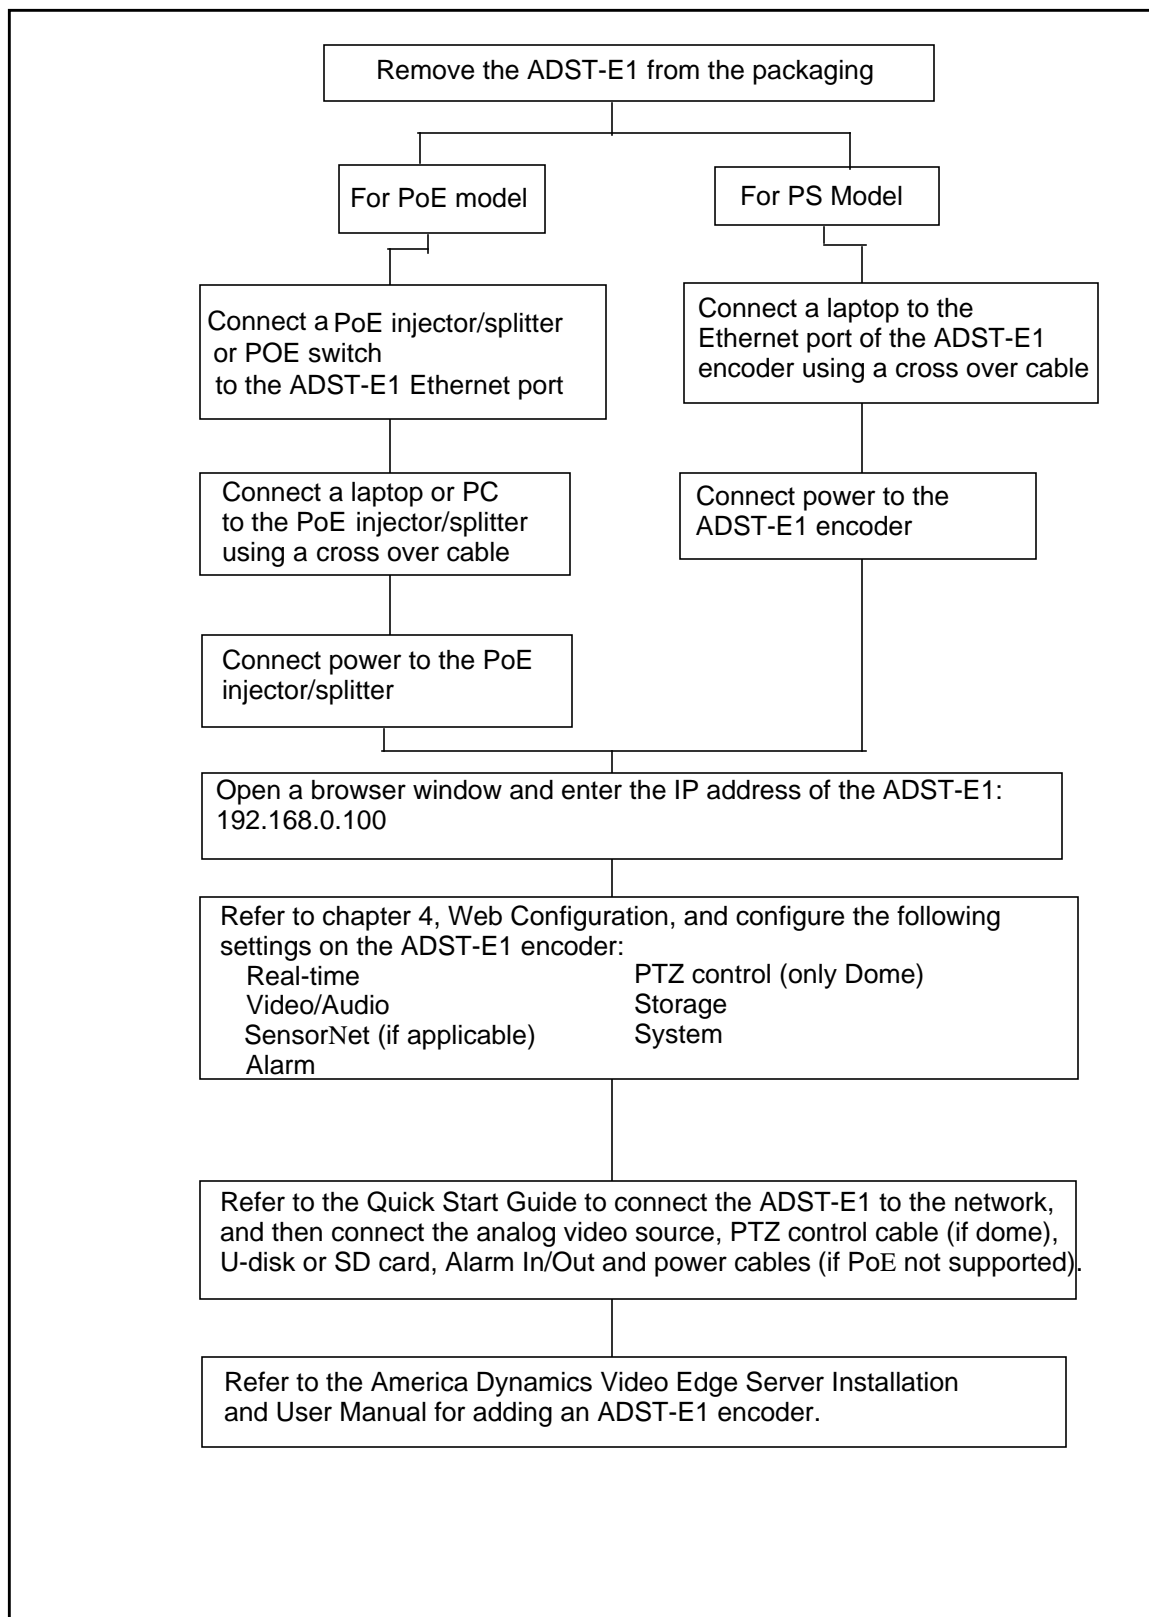 Remove the ADST-E1 from the packaging
For PoE model
For PS Model
Connect a PoE injector/splitter
or POE switch
to the ADST-E1 Ethernet port
Connect a laptop to the
Ethernet port of the ADST-E1
encoder using a cross over cable
Connect a laptop or PC
to the PoE injector/splitter
using a cross over cable
Connect power to the
ADST-E1 encoder
Connect power to the PoE
injector/splitter
Open a browser window and enter the IP address of the ADST-E1:
192.168.0.100
Refer to chapter 4, Web Configuration, and configure the following
settings on the ADST-E1 encoder:
Real-time
Video/Audio
SensorNet (if applicable)
Alarm
PTZ control (only Dome)
Storage
System
Refer to the Quick Start Guide to connect the ADST-E1 to the network,
and then connect the analog video source, PTZ control cable (if dome),
U-disk or SD card, Alarm In/Out and power cables (if PoE not supported).
Refer to the America Dynamics Video Edge Server Installation
and User Manual for adding an ADST-E1 encoder.